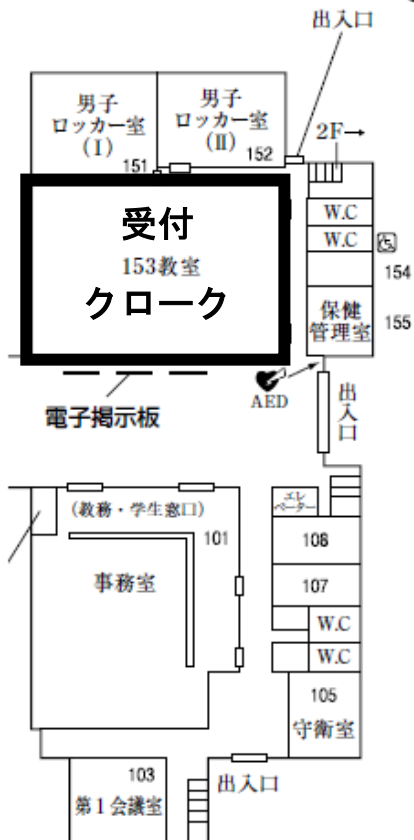 出入口
男子
ロッカー室
(Ⅰ)
151
男子
ロッカー室
(Ⅱ)
152
2F→
W.C
W.C
154
受付
153教室
クローク
保健
管理室
155
電子掲示板
AED
出入口
(教務・学生窓口)
101
エレ
ベーター
106
107
事務室
W.C
W.C
105
守衛室
103
第1会議室
出入口